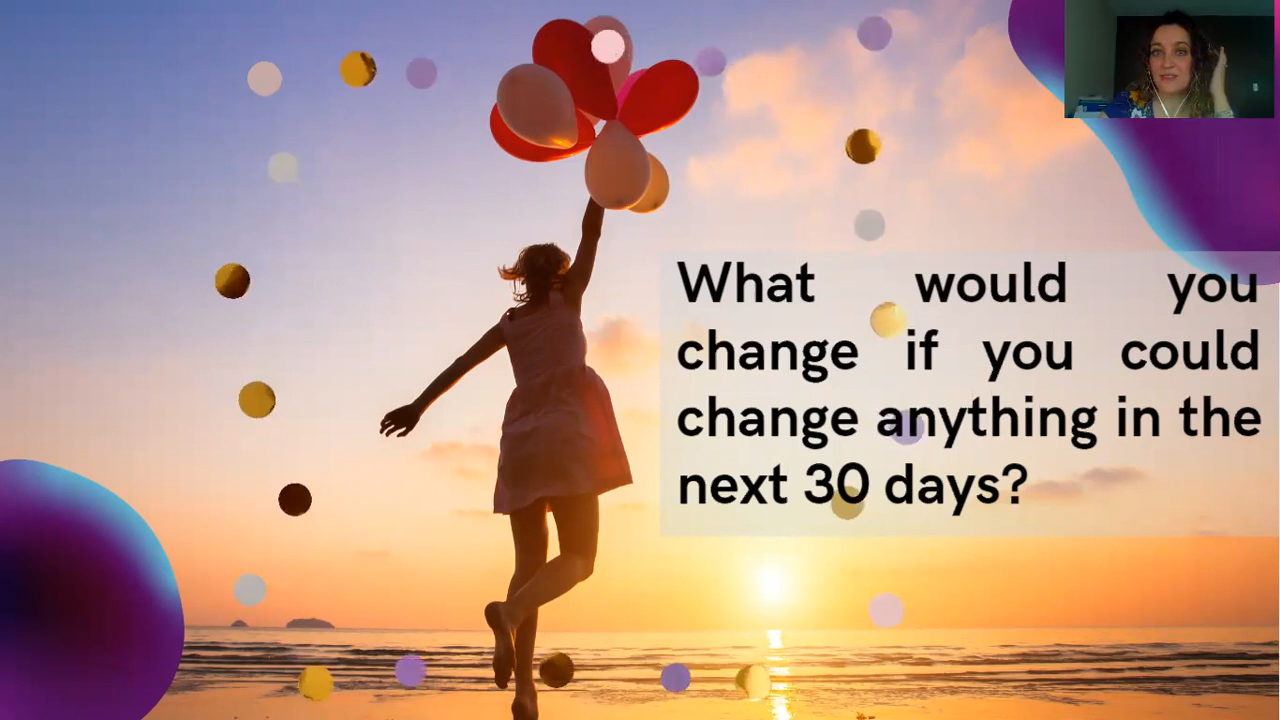 What would you
change if you could
change anything in the
next 30 days?